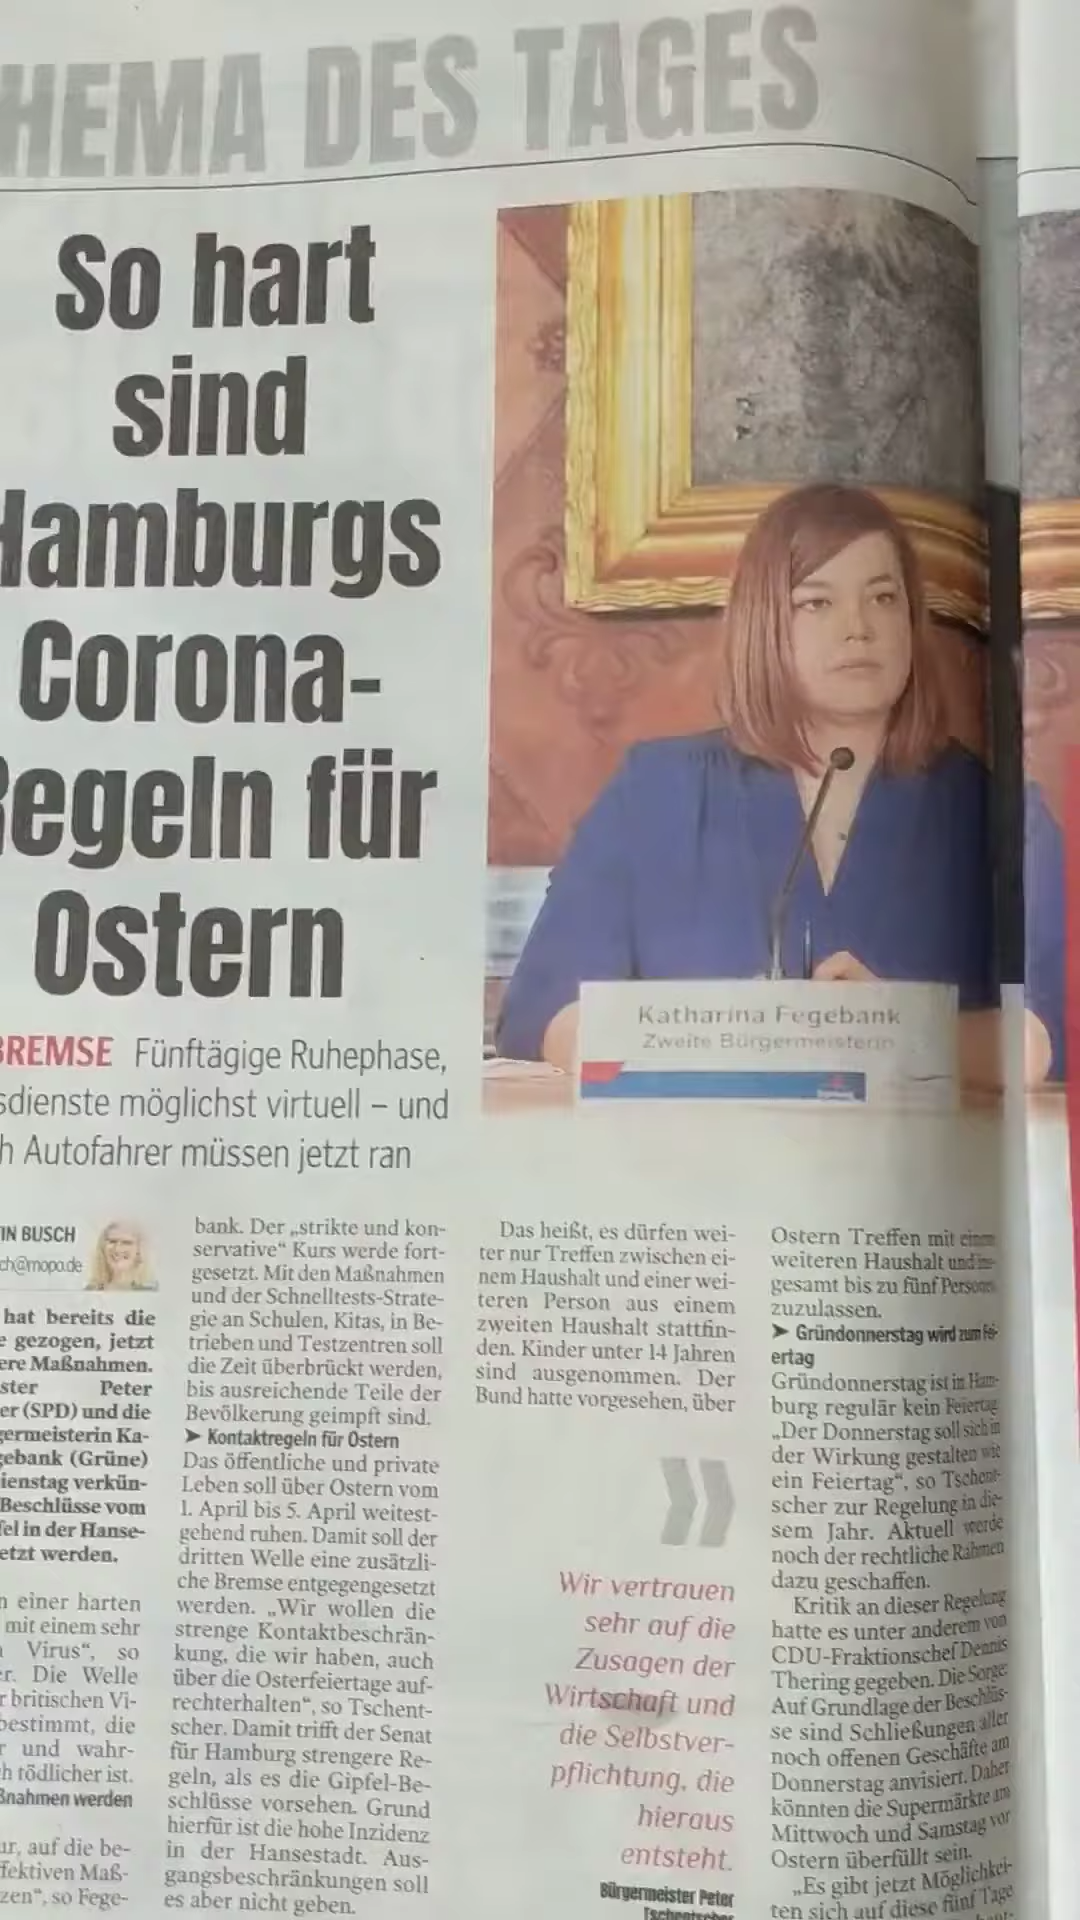 HEMA DES TAGES
So hart
sind
Hamburgs
Corona-
Regeln für
Ostern
BREMSE Fünftägige Ruhephase,
sdienste möglichst virtuell – und
h Autofahrer müssen jetzt ran
Katharina Fegebank
Zweite Bürgermeisterin
IN BUSCH
ch@mopo.de
hat bereits die
e gezogen, jetzt
ere Maßnahmen.
ster Peter
er (SPD) und die
germeisterin Ka-
gebank (Grüne)
ienstag verkün-
Beschlüsse vom
fel in der Hanse-
etzt werden.
n einer harten
mit einem sehr
Virus“, so
r. Die Welle
r britischen Vi-
bestimmt, die
r und wahr-
h tödlicher ist.
ßnahmen werden
ur, auf die be-
ffektiven Maß-
zen“, so Fege-
bank. Der „strikte und kon-
servative“ Kurs werde fort-
gesetzt. Mit den Maßnahmen
und der Schnelltests-Strate-
gie an Schulen, Kitas, in Be-
trieben und Testzentren soll
die Zeit überbrückt werden,
bis ausreichende Teile der
Bevölkerung geimpft sind.
➤ Kontaktregeln für Ostern
Das öffentliche und private
Leben soll über Ostern vom
1. April bis 5. April weitest-
gehend ruhen. Damit soll der
dritten Welle eine zusätzli-
che Bremse entgegengesetzt
werden. „Wir wollen die
strenge Kontaktbeschrän-
kung, die wir haben, auch
über die Osterfeiertage auf-
rechterhalten“, so Tschent-
scher. Damit trifft der Senat
für Hamburg strengere Re-
geln, als es die Gipfel-Be-
schlüsse vorsehen. Grund
hierfür ist die hohe Inzidenz
in der Hansestadt. Aus-
gangsbeschränkungen soll
es aber nicht geben.
Das heißt, es dürfen wei-
ter nur Treffen zwischen ei-
nem Haushalt und einer wei-
teren Person aus einem
zweiten Haushalt stattfin-
den. Kinder unter 14 Jahren
sind ausgenommen. Der
Bund hatte vorgesehen, über
»
Wir vertrauen
sehr auf die
Zusagen der
Wirtschaft und
die Selbstver-
pflichtung, die
hieraus
entsteht.
Bürgermeister Peter
Tschentscher
Ostern Treffen mit einem
weiteren Haushalt und ins-
gesamt bis zu fünf Personen
zuzulassen.
➤ Gründonnerstag wird zum Fei-
ertag
Gründonnerstag ist in Ham-
burg regulär kein Feiertag.
„Der Donnerstag soll sich in
der Wirkung gestalten wie
ein Feiertag“, so Tschent-
scher zur Regelung in die-
sem Jahr. Aktuell werde
noch der rechtliche Rahmen
dazu geschaffen.
Kritik an dieser Regelung
hatte es unter anderem von
CDU-Fraktionschef Dennis
Thering gegeben. Die Sorge:
Auf Grundlage der Beschlüs-
se sind Schließungen aller
noch offenen Geschäfte am
Donnerstag anvisiert. Daher
könnten die Supermärkte am
Mittwoch und Samstag vor
Ostern überfüllt sein.
„Es gibt jetzt Möglichkei-
ten sich auf diese fünf Tage